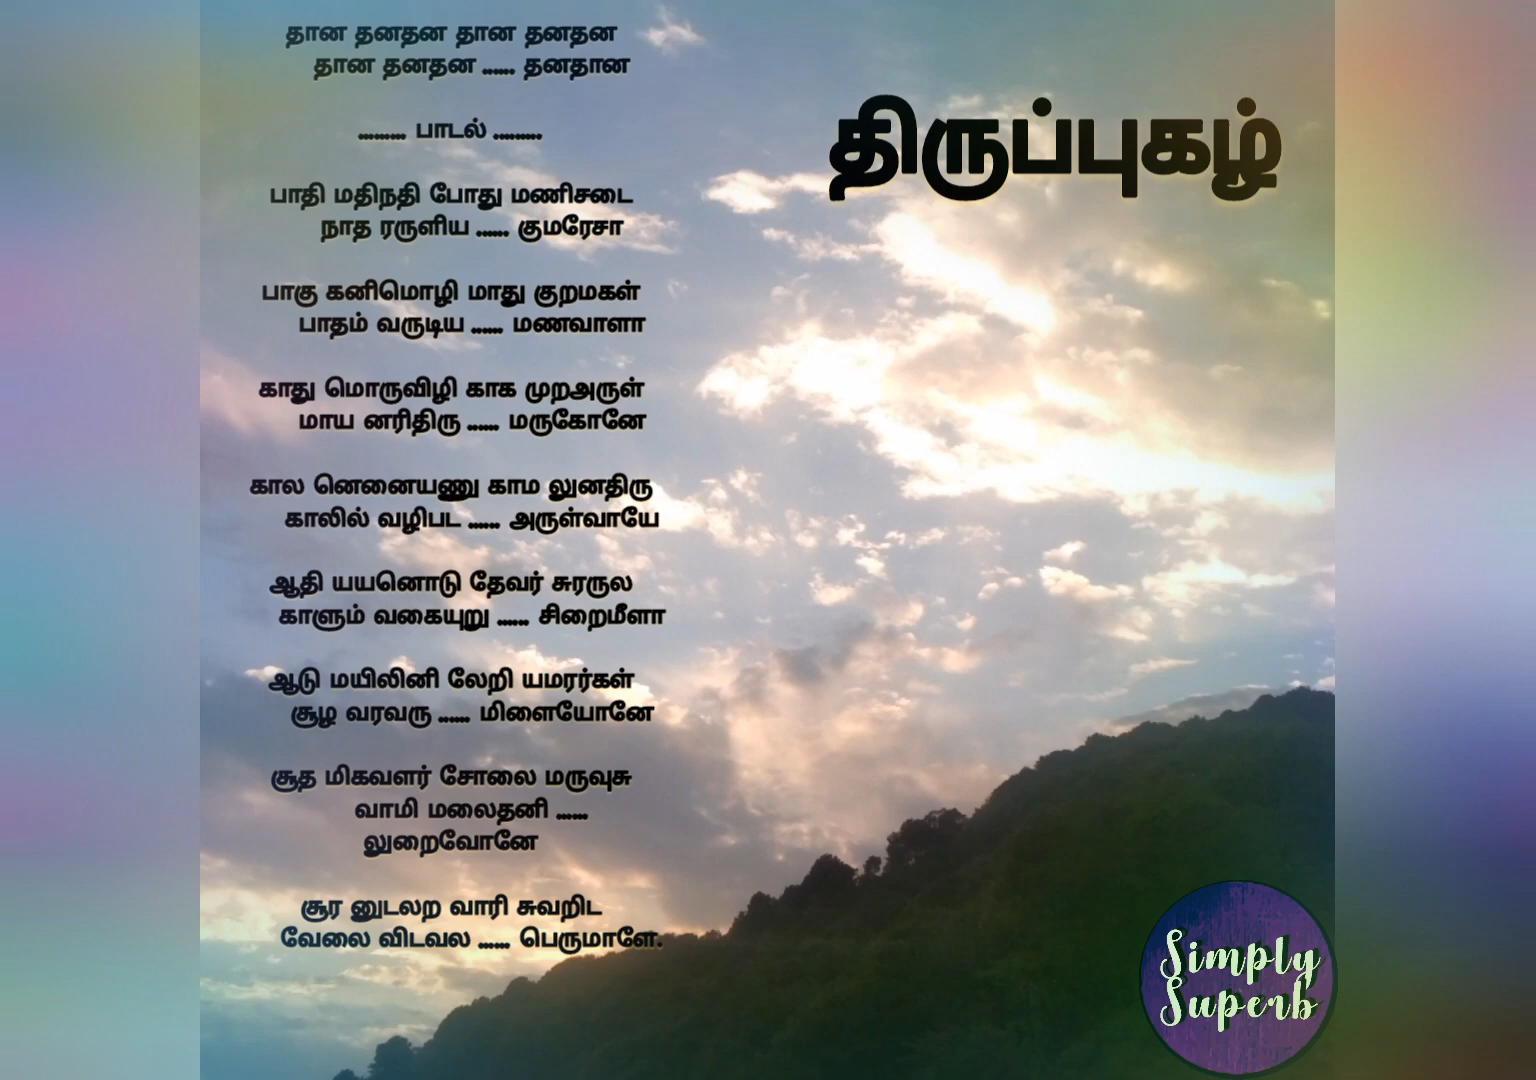 தான தனதன தான தனதன
தான தனதன ...... தனதான
......... பாடல் .........
பாதி மதிநதி போது மணிசடை
நாத ரருளிய ...... குமரேசா
பாகு கனிமொழி மாது குறமகள்
பாதம் வருடிய ...... மணவாளா
காது மொருவிழி காக முறஅருள்
மாய னரிதிரு ...... மருகோனே
கால னெனையணு காம லுனதிரு
காலில் வழிபட ...... அருள்வாயே
ஆதி யயனொடு தேவர் சுரருல
காளும் வகையுறு ...... சிறைமீளா
ஆடு மயிலினி லேறி யமரர்கள்
சூழ வரவரு ...... மிளையோனே
சூத மிகவளர் சோலை மருவுசு
வாமி மலைதனி ......
லுறைவோனே
சூர னுடலற வாரி சுவறிட
வேலை விடவல ...... பெருமாளே.
திருப்புகழ்
Simply
Superb